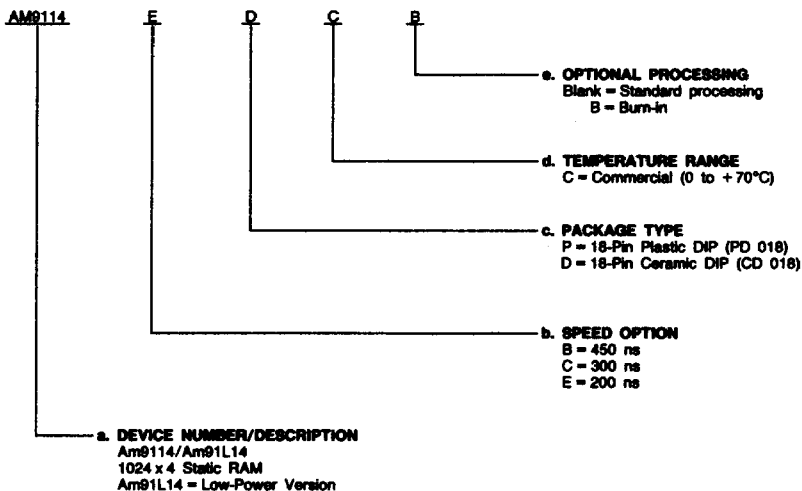 AM9114 E D C B
e. OPTIONAL PROCESSING
Blank = Standard processing
B = Burn-in
d. TEMPERATURE RANGE
C = Commercial (0 to +70°C)
c. PACKAGE TYPE
P = 18-Pin Plastic DIP (PD 018)
D = 18-Pin Ceramic DIP (CD 018)
b. SPEED OPTION
B = 450 ns
C = 300 ns
E = 200 ns
a. DEVICE NUMBER/DESCRIPTION
Am9114/Am91L14
1024 x 4 Static RAM
Am91L14 = Low-Power Version